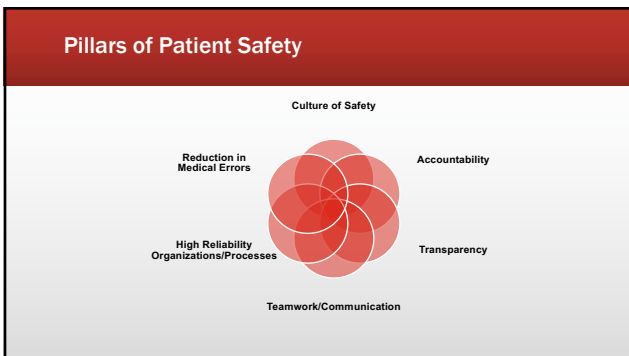 Pillars of Patient Safety
Culture of Safety
Accountability
Transparency
Teamwork/Communication
High Reliability
Organizations/Processes
Reduction in
Medical Errors